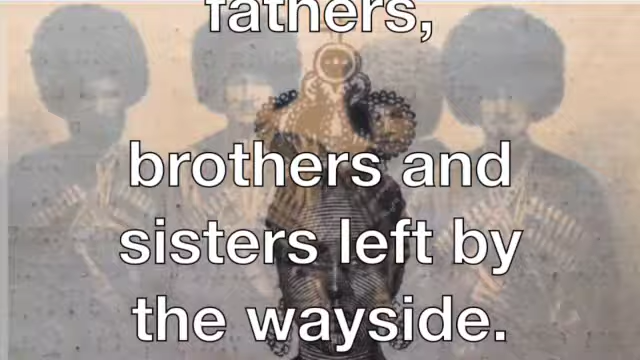 fathers,
brothers and
sisters left by
the wayside.